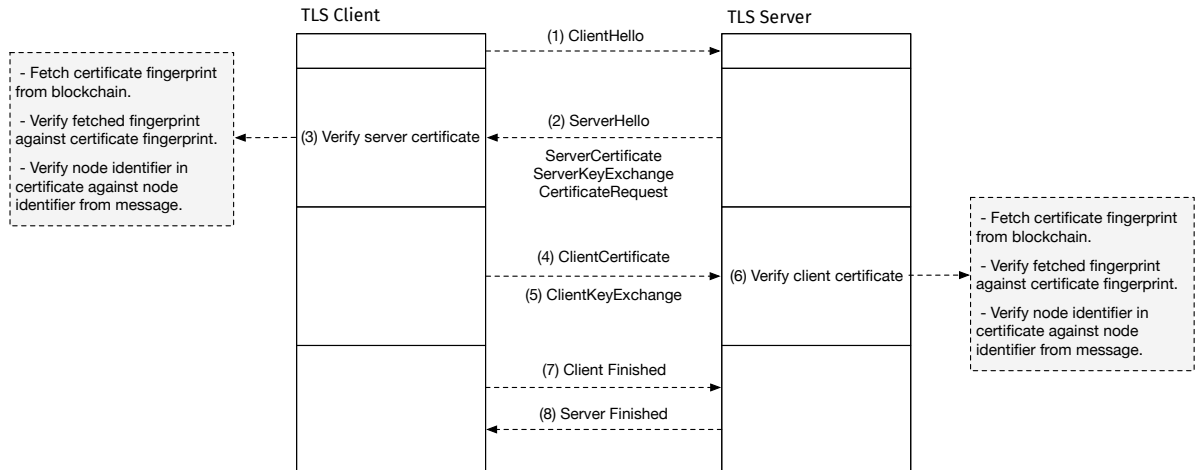 TLS Client
TLS Server
(1) ClientHello
- Fetch certificate fingerprint
from blockchain.
- Verify fetched fingerprint
against certificate fingerprint.
- Verify node identifier in
certificate against node
identifier from message.
(3) Verify server certificate
(2) ServerHello
ServerCertificate
ServerKeyExchange
CertificateRequest
(4) ClientCertificate
(5) ClientKeyExchange
(6) Verify client certificate
- Fetch certificate fingerprint
from blockchain.
- Verify fetched fingerprint
against certificate fingerprint.
- Verify node identifier in
certificate against node
identifier from message.
(7) Client Finished
(8) Server Finished